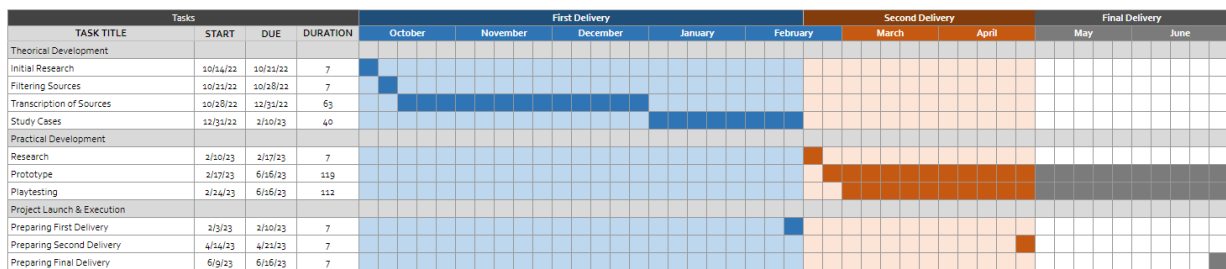 Tasks First Delivery Second Delivery Final Delivery
TASK TITLE START DUE DURATION October November December January February March April May June
Theorical Development
Initial Research 10/14/22 10/21/22 7
Filtering Sources 10/21/22 10/28/22 7
Transcription of Sources 10/28/22 12/31/22 63
Study Cases 12/31/22 2/10/23 40
Practical Development
Research 2/10/23 2/17/23 7
Prototype 2/17/23 6/16/23 119
Playtesting 2/24/23 6/16/23 112
Project Launch & Execution
Preparing First Delivery 2/3/23 2/10/23 7
Preparing Second Delivery 4/14/23 4/21/23 7
Preparing Final Delivery 6/9/23 6/16/23 7